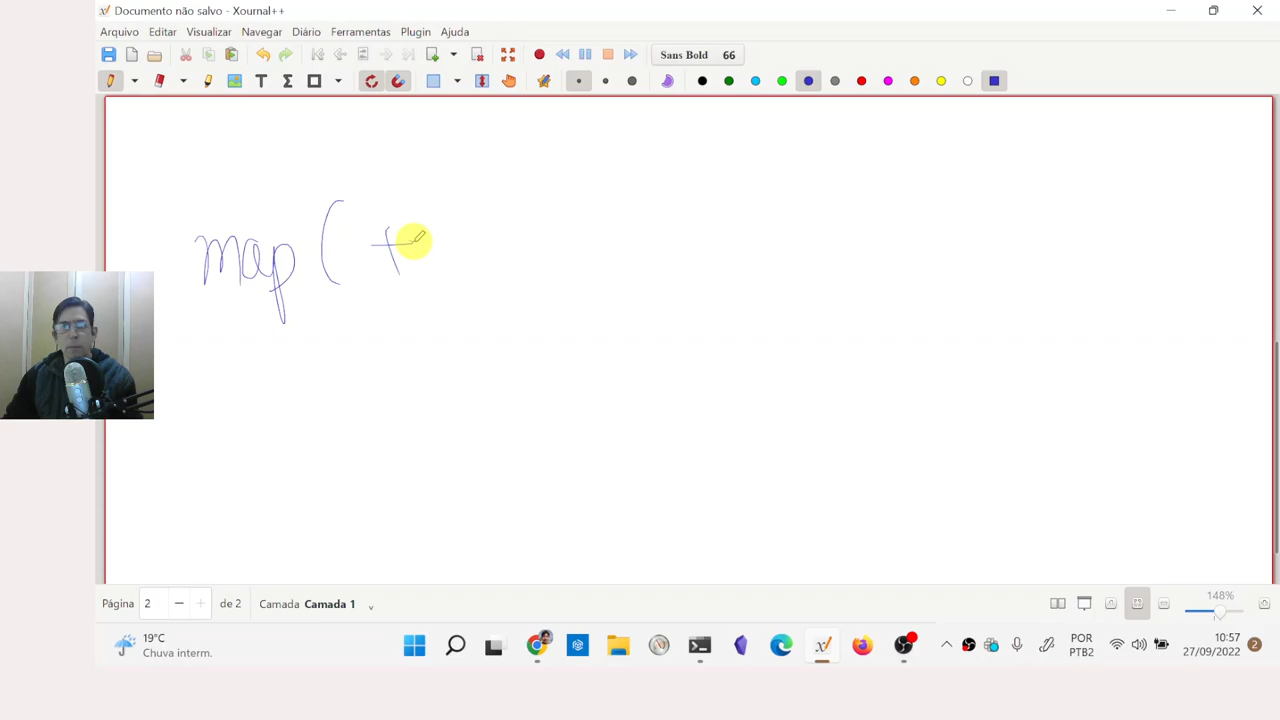 Documento não salvo - Xournal++
Arquivo Editar Visualizar Navegar Diário Ferramentas Plugin Ajuda
Sans Bold 66
map ( +
Página 2 de 2 Camada Camada 1 148%
19°C
Chuva interm.
POR
PTB2
10:57
27/09/2022
2